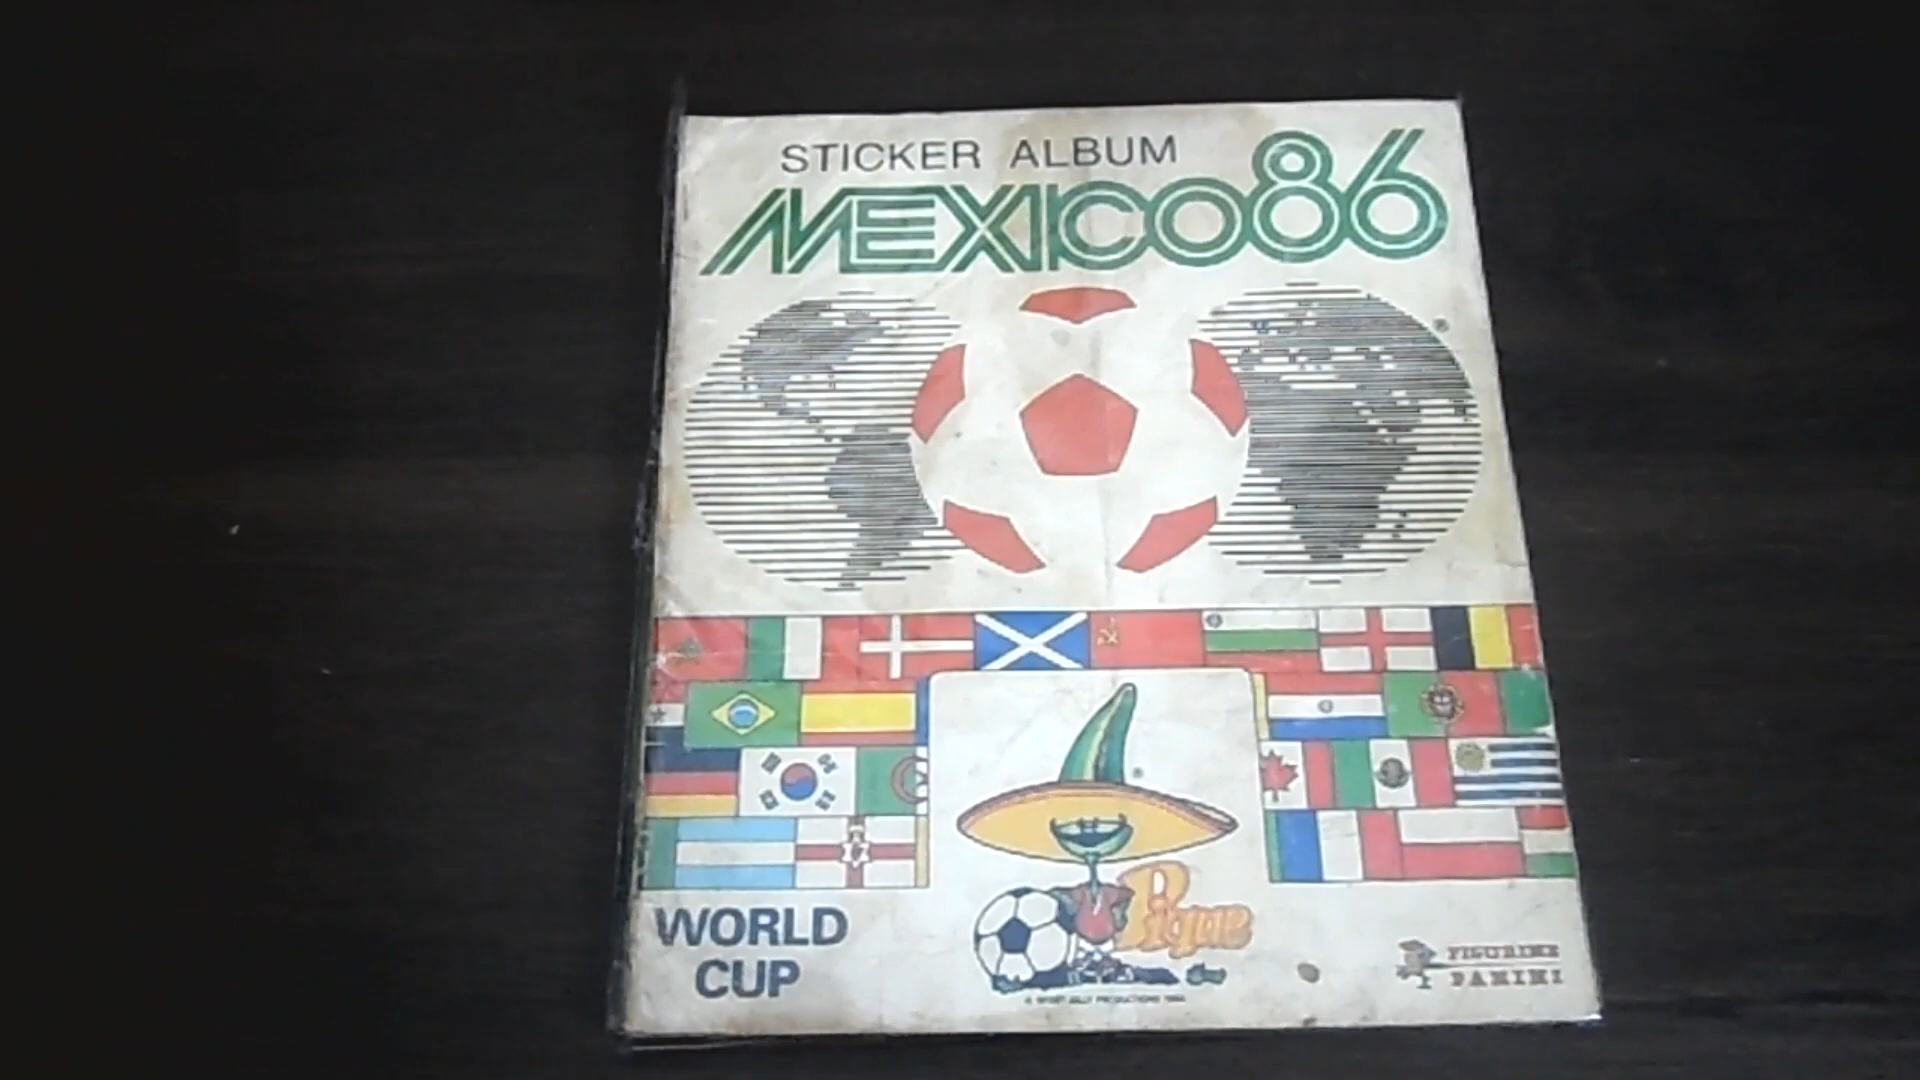 STICKER ALBUM
MEXICO86
Pique
WORLD
CUP
FIGURINE
PANINI